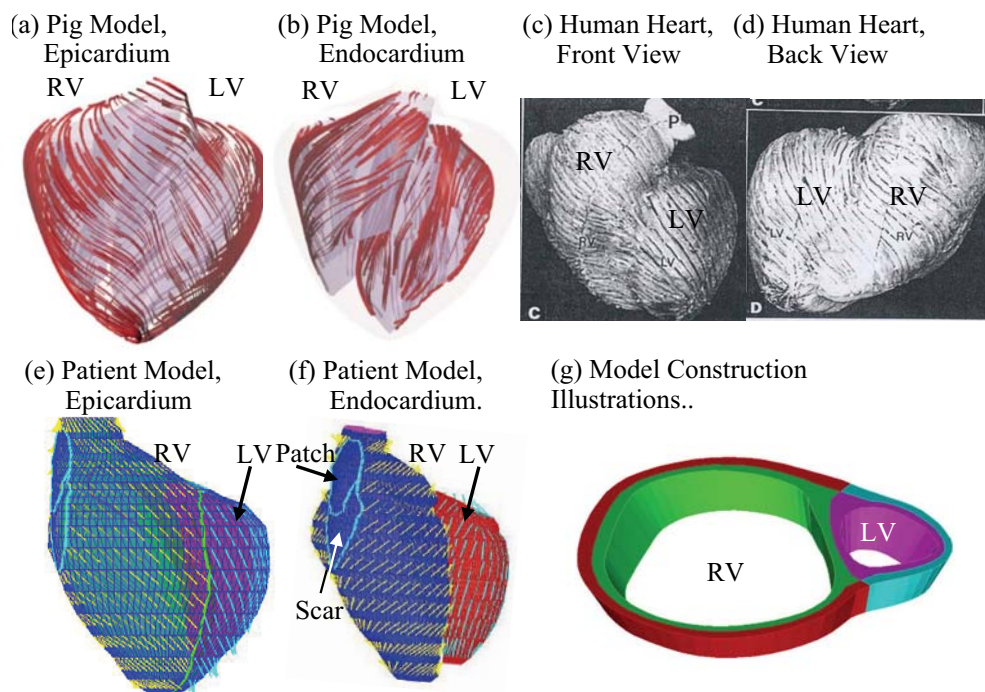 (a) Pig Model,
Epicardium
RV LV
(b) Pig Model,
Endocardium
RV LV
(c) Human Heart,
Front View
P
RV
LV
RV
LV
C
(d) Human Heart,
Back View
C
LV
RV
LV
RV
D
(e) Patient Model,
Epicardium
RV
LV
(f) Patient Model,
Endocardium.
Patch
RV LV
Scar
(g) Model Construction
Illustrations..
LV
RV